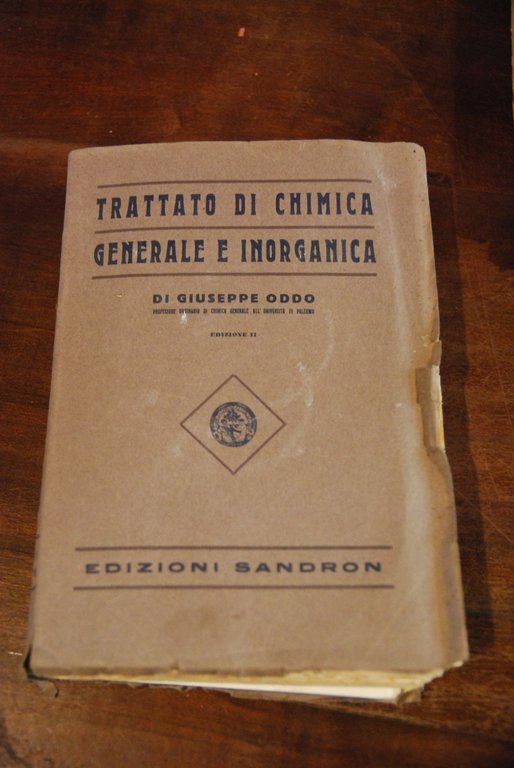 TRATTATO DI CHIMICA
GENERALE E INORGANICA
DI GIUSEPPE ODDO
PROFESSORE ORDINARIO DI CHIMICA GENERALE ALL'UNIVERSITÀ DI PALERMO
EDIZIONE II
EDIZIONI SANDRON